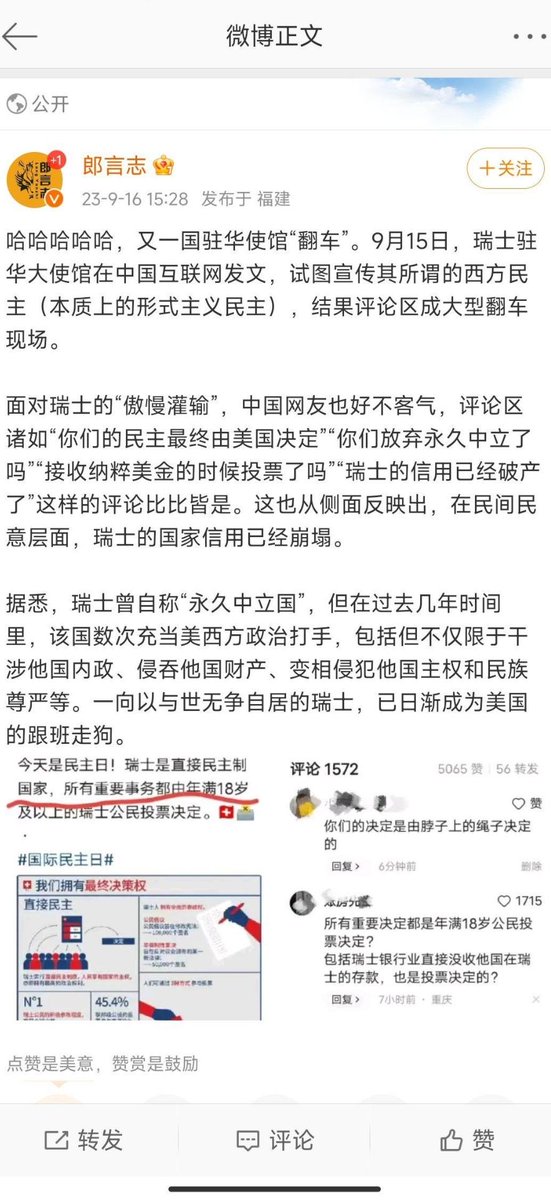 微博正文
公开
郎言志
+1
+关注
23-9-16 15:28 发布于 福建
哈哈哈哈哈，又一国驻华使馆“翻车”。9月15日，瑞士驻
华大使馆在中国互联网发文，试图宣传其所谓的西方民
主（本质上的形式主义民主），结果评论区成大型翻车
现场。
面对瑞士的“傲慢灌输”，中国网友也好不客气，评论区
诸如“你们的民主最终由美国决定”“你们放弃永久中立了
吗”“接收纳粹美金的时候投票了吗”“瑞士的信用已经破产
了”这样的评论比比皆是。这也从侧面反映出，在民间民
意层面，瑞士的国家信用已经崩塌。
据悉，瑞士曾自称“永久中立国”，但在过去几年时间
里，该国数次充当美西方政治打手，包括但不仅限于干
涉他国内政、侵吞他国财产、变相侵犯他国主权和民族
尊严等。一向以与世无争自居的瑞士，已日渐成为美国
的跟班走狗。
今天是民主日！瑞士是直接民主制
国家，所有重要事务都由年满18岁
及以上的瑞士公民投票决定。
#国际民主日#
我们拥有最终决策权
直接民主
决定
N°1
45.4%
评论 1572
5065 赞 56 转发
赞
你们的决定是由脖子上的绳子决定
的
回复 6分钟前
删除
1715
所有重要决定都是年满18岁公民投
票决定？
包括瑞士银行业直接没收他国在瑞
士的存款，也是投票决定的？
回复 7小时前 · 重庆
点赞是美意，赞赏是鼓励
转发
评论
赞